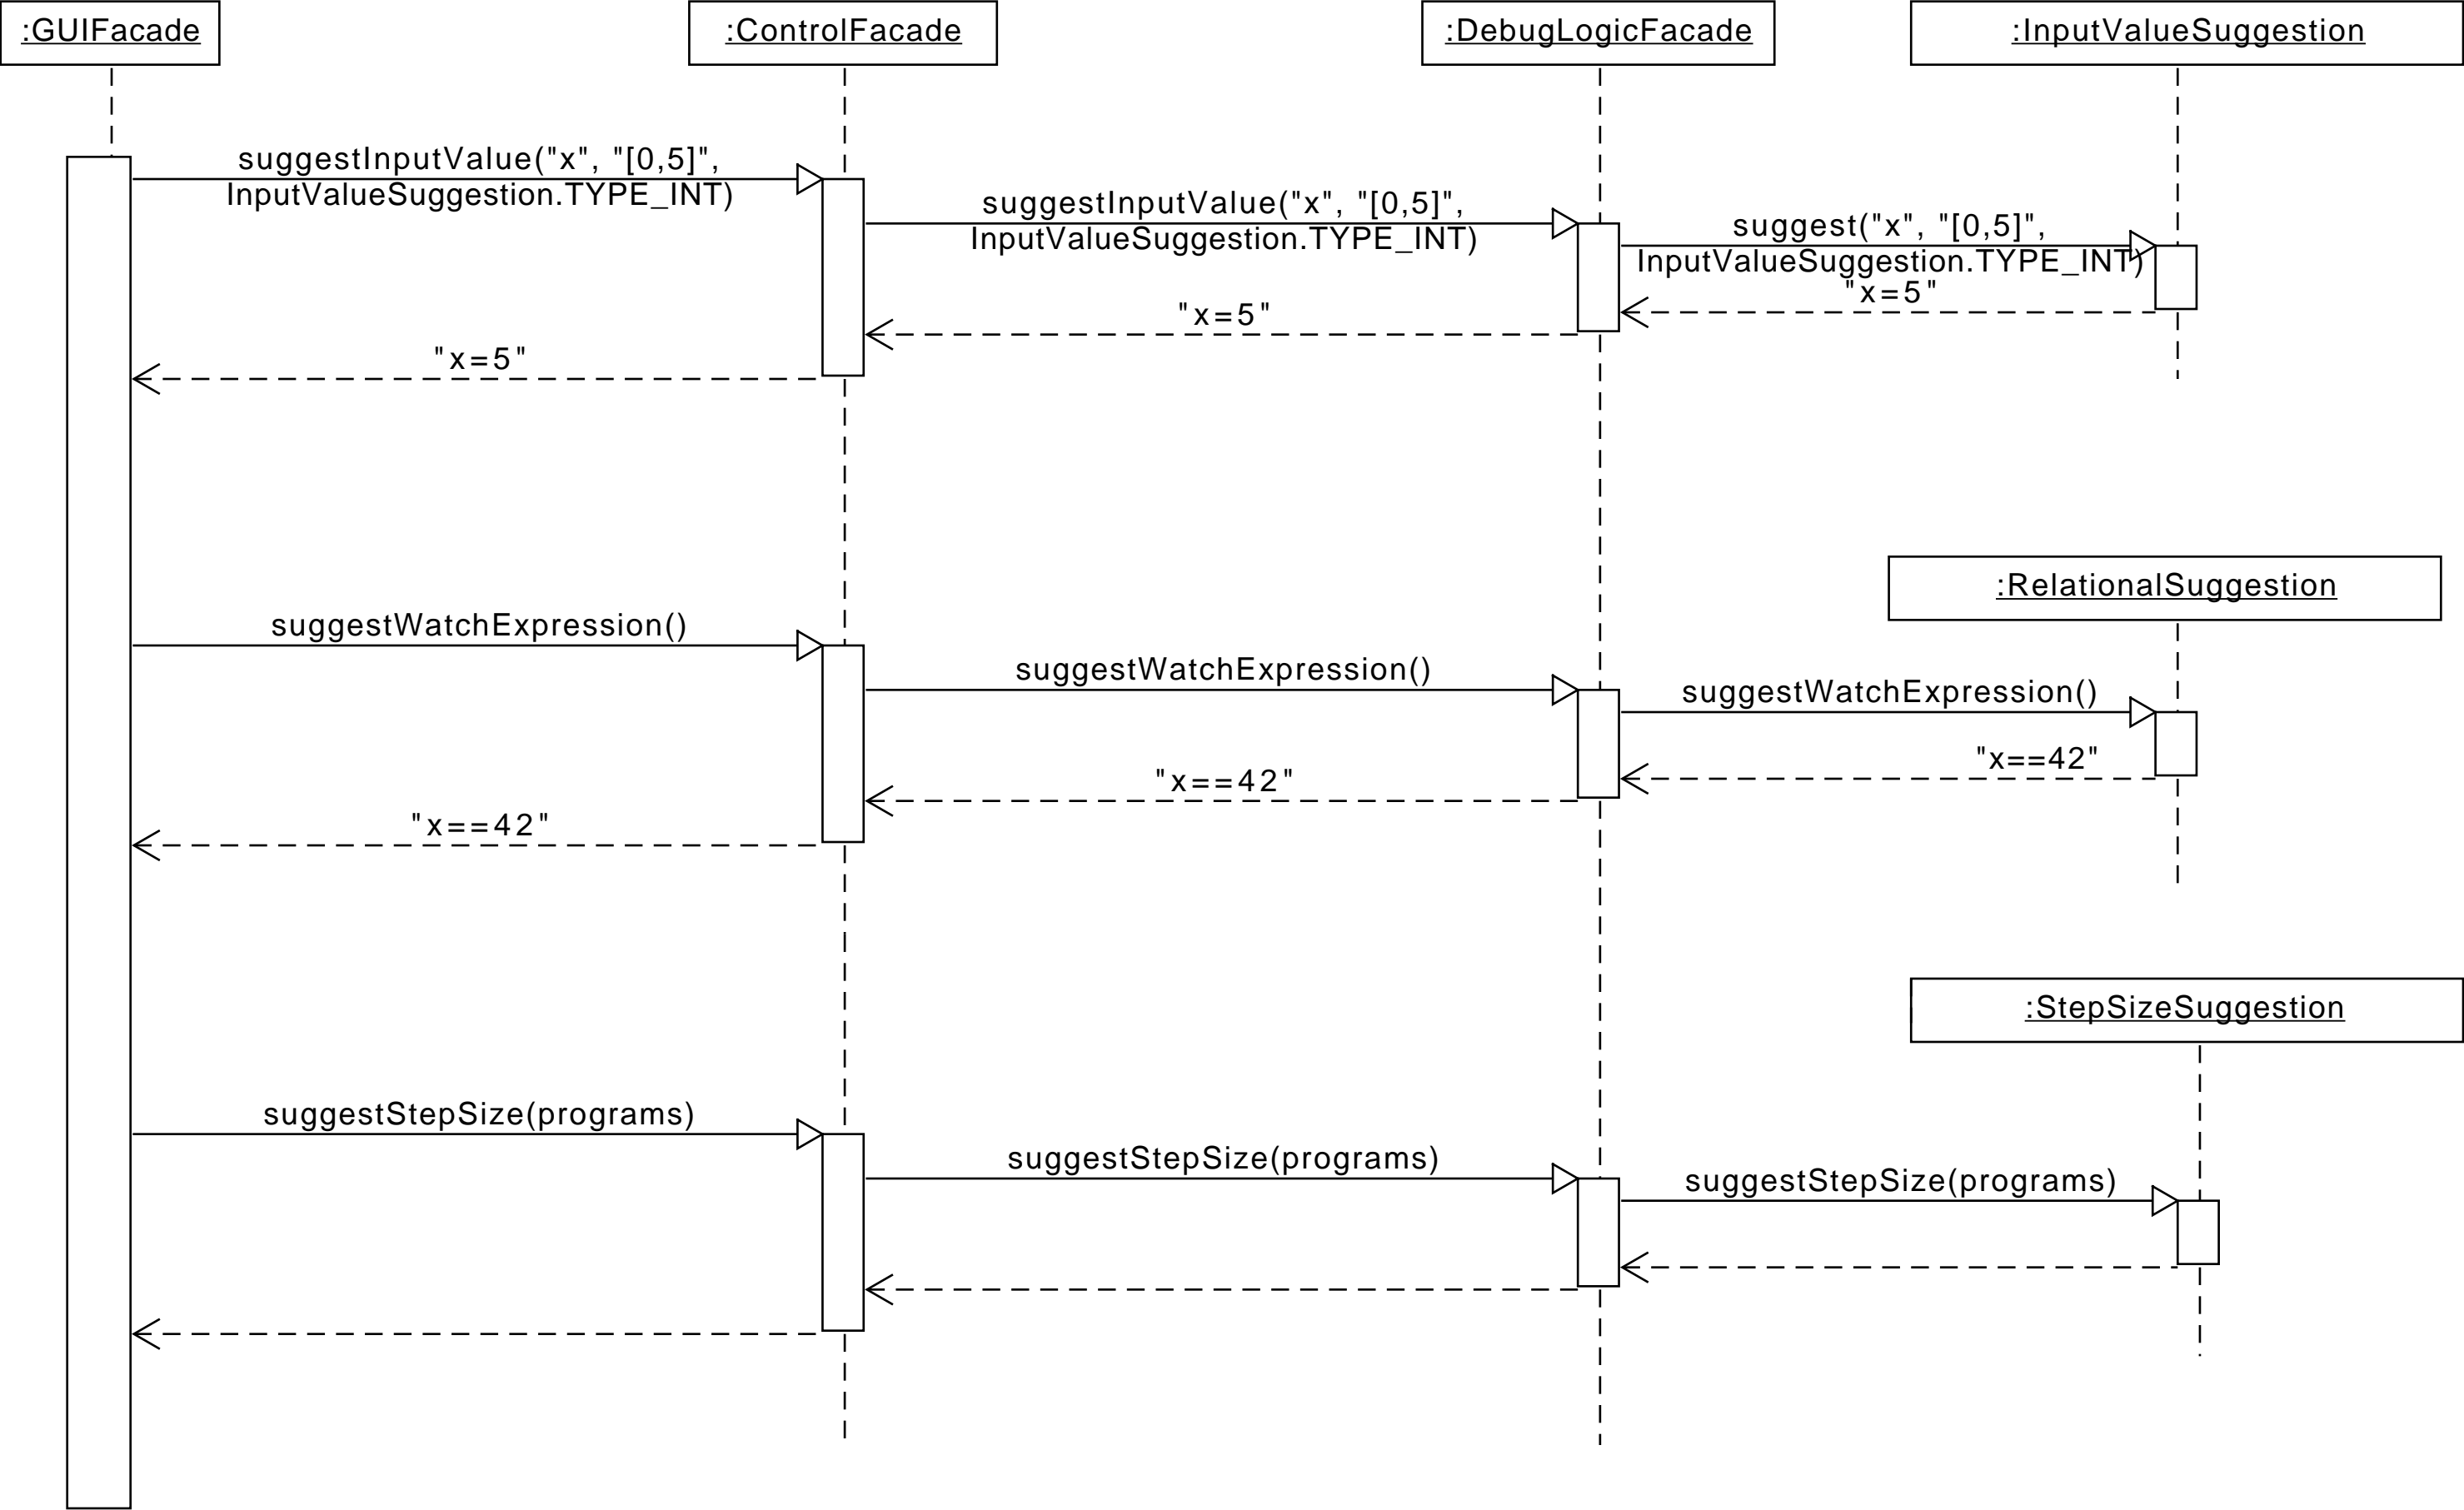 :GUIFacade
:ControlFacade
:DebugLogicFacade
:InputValueSuggestion
suggestInputValue("x", "[0,5]",
InputValueSuggestion.TYPE_INT)
suggestInputValue("x", "[0,5]",
InputValueSuggestion.TYPE_INT)
suggest("x", "[0,5]",
InputValueSuggestion.TYPE_INT)
"x=5"
"x=5"
"x=5"
:RelationalSuggestion
suggestWatchExpression()
suggestWatchExpression()
suggestWatchExpression()
"x==42"
"x==42"
"x==42"
:StepSizeSuggestion
suggestStepSize(programs)
suggestStepSize(programs)
suggestStepSize(programs)